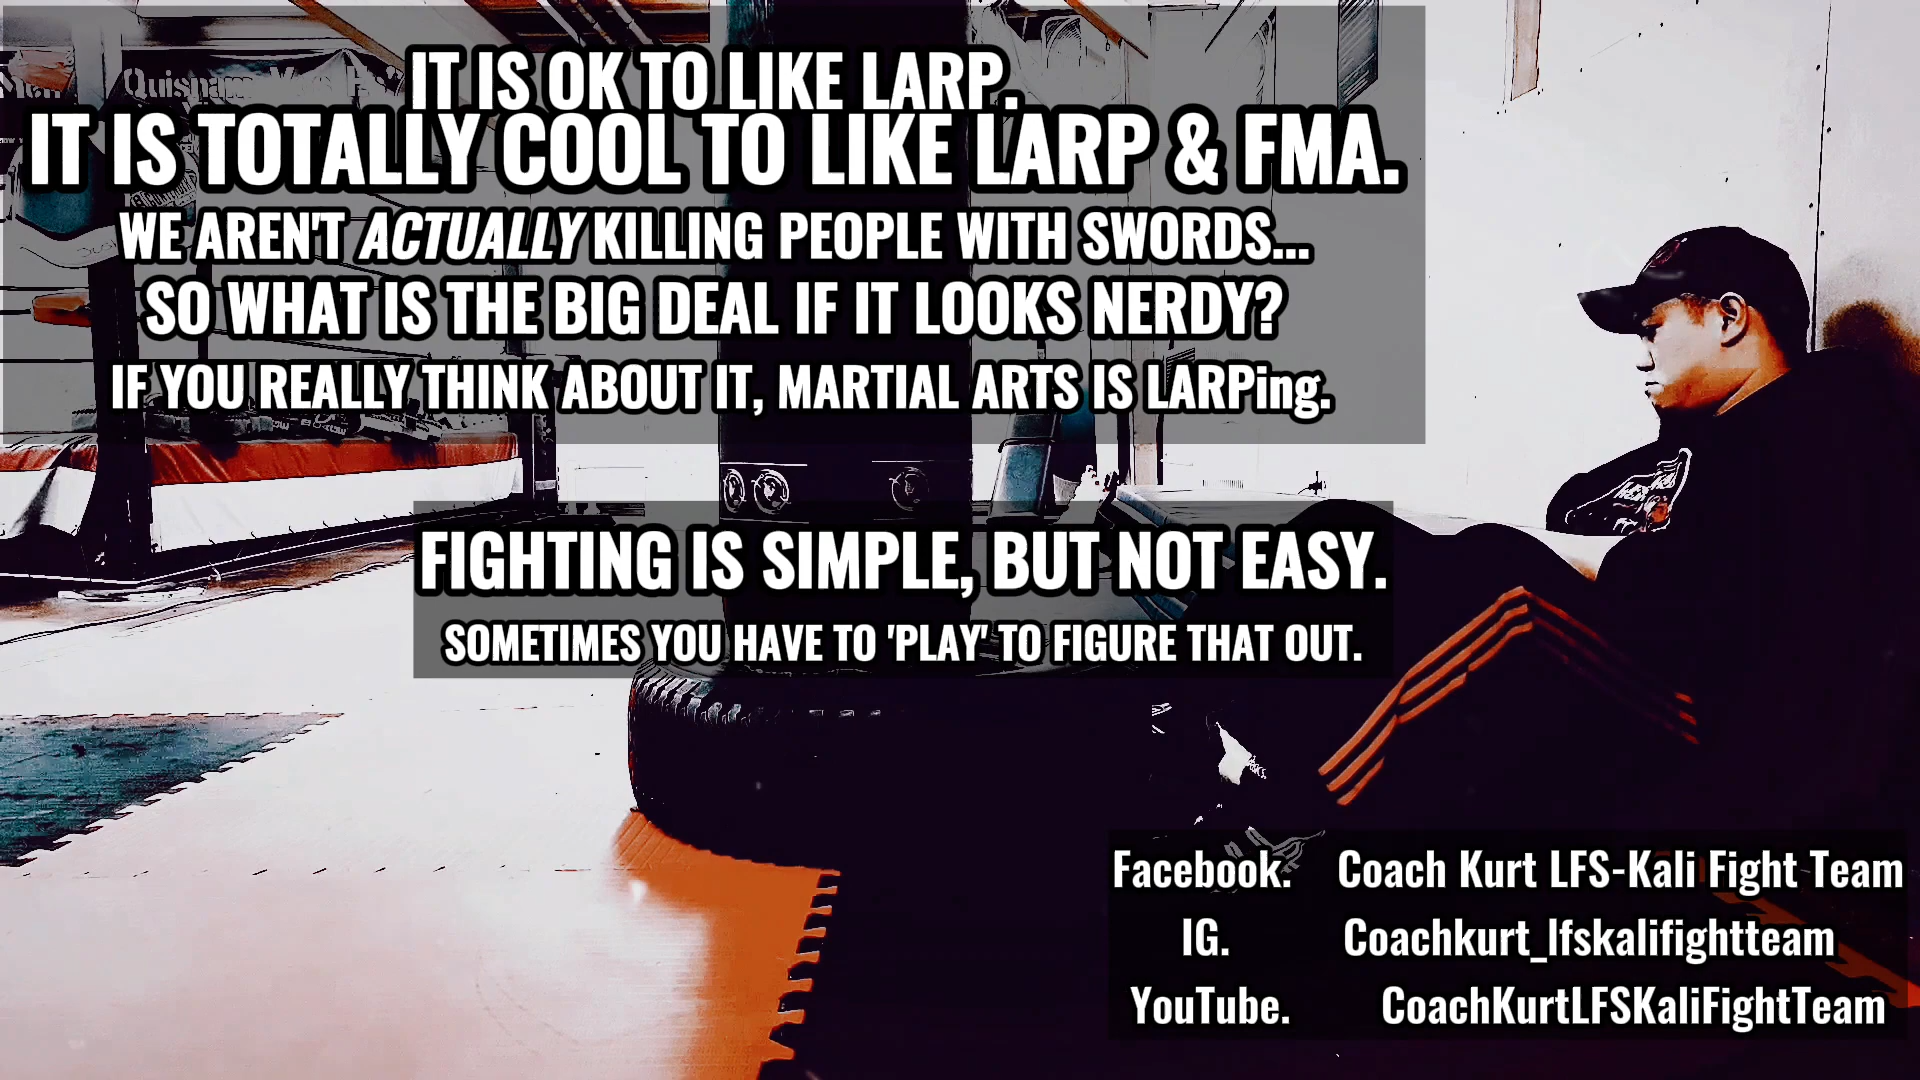 IT IS OK TO LIKE LARP.
IT IS TOTALLY COOL TO LIKE LARP & FMA.
WE AREN'T ACTUALLY KILLING PEOPLE WITH SWORDS...
SO WHAT IS THE BIG DEAL IF IT LOOKS NERDY?
IF YOU REALLY THINK ABOUT IT, MARTIAL ARTS IS LARPing.
FIGHTING IS SIMPLE, BUT NOT EASY.
SOMETIMES YOU HAVE TO 'PLAY' TO FIGURE THAT OUT.
Facebook. Coach Kurt LFS-Kali Fight Team
IG. Coachkurt_lfskalifightteam
YouTube. CoachKurtLFSKaliFightTeam